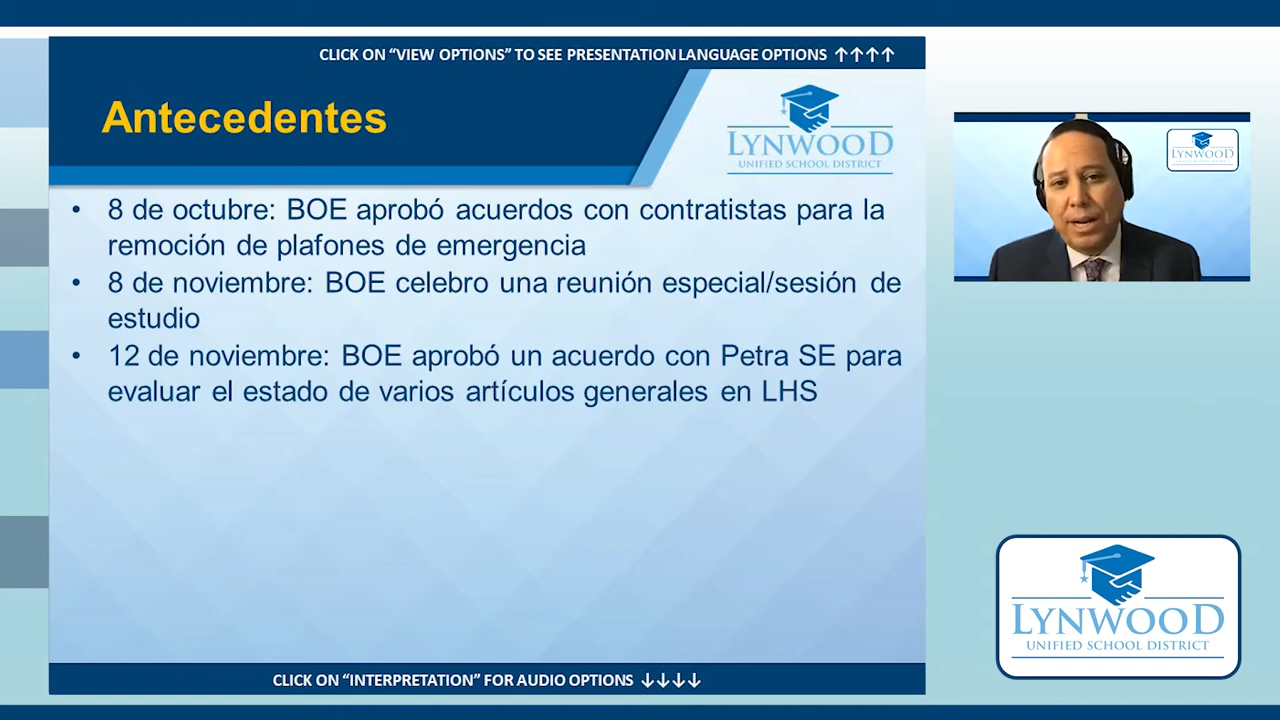 CLICK ON “VIEW OPTIONS” TO SEE PRESENTATION LANGUAGE OPTIONS ↑↑↑↑
Antecedentes
LYNWOOD
UNIFIED SCHOOL DISTRICT
• 8 de octubre: BOE aprobó acuerdos con contratistas para la
remoción de plafones de emergencia
• 8 de noviembre: BOE celebro una reunión especial/sesión de
estudio
• 12 de noviembre: BOE aprobó un acuerdo con Petra SE para
evaluar el estado de varios artículos generales en LHS
CLICK ON “INTERPRETATION” FOR AUDIO OPTIONS ↓↓↓↓
LYNWOOD
LYNWOOD
UNIFIED SCHOOL DISTRICT